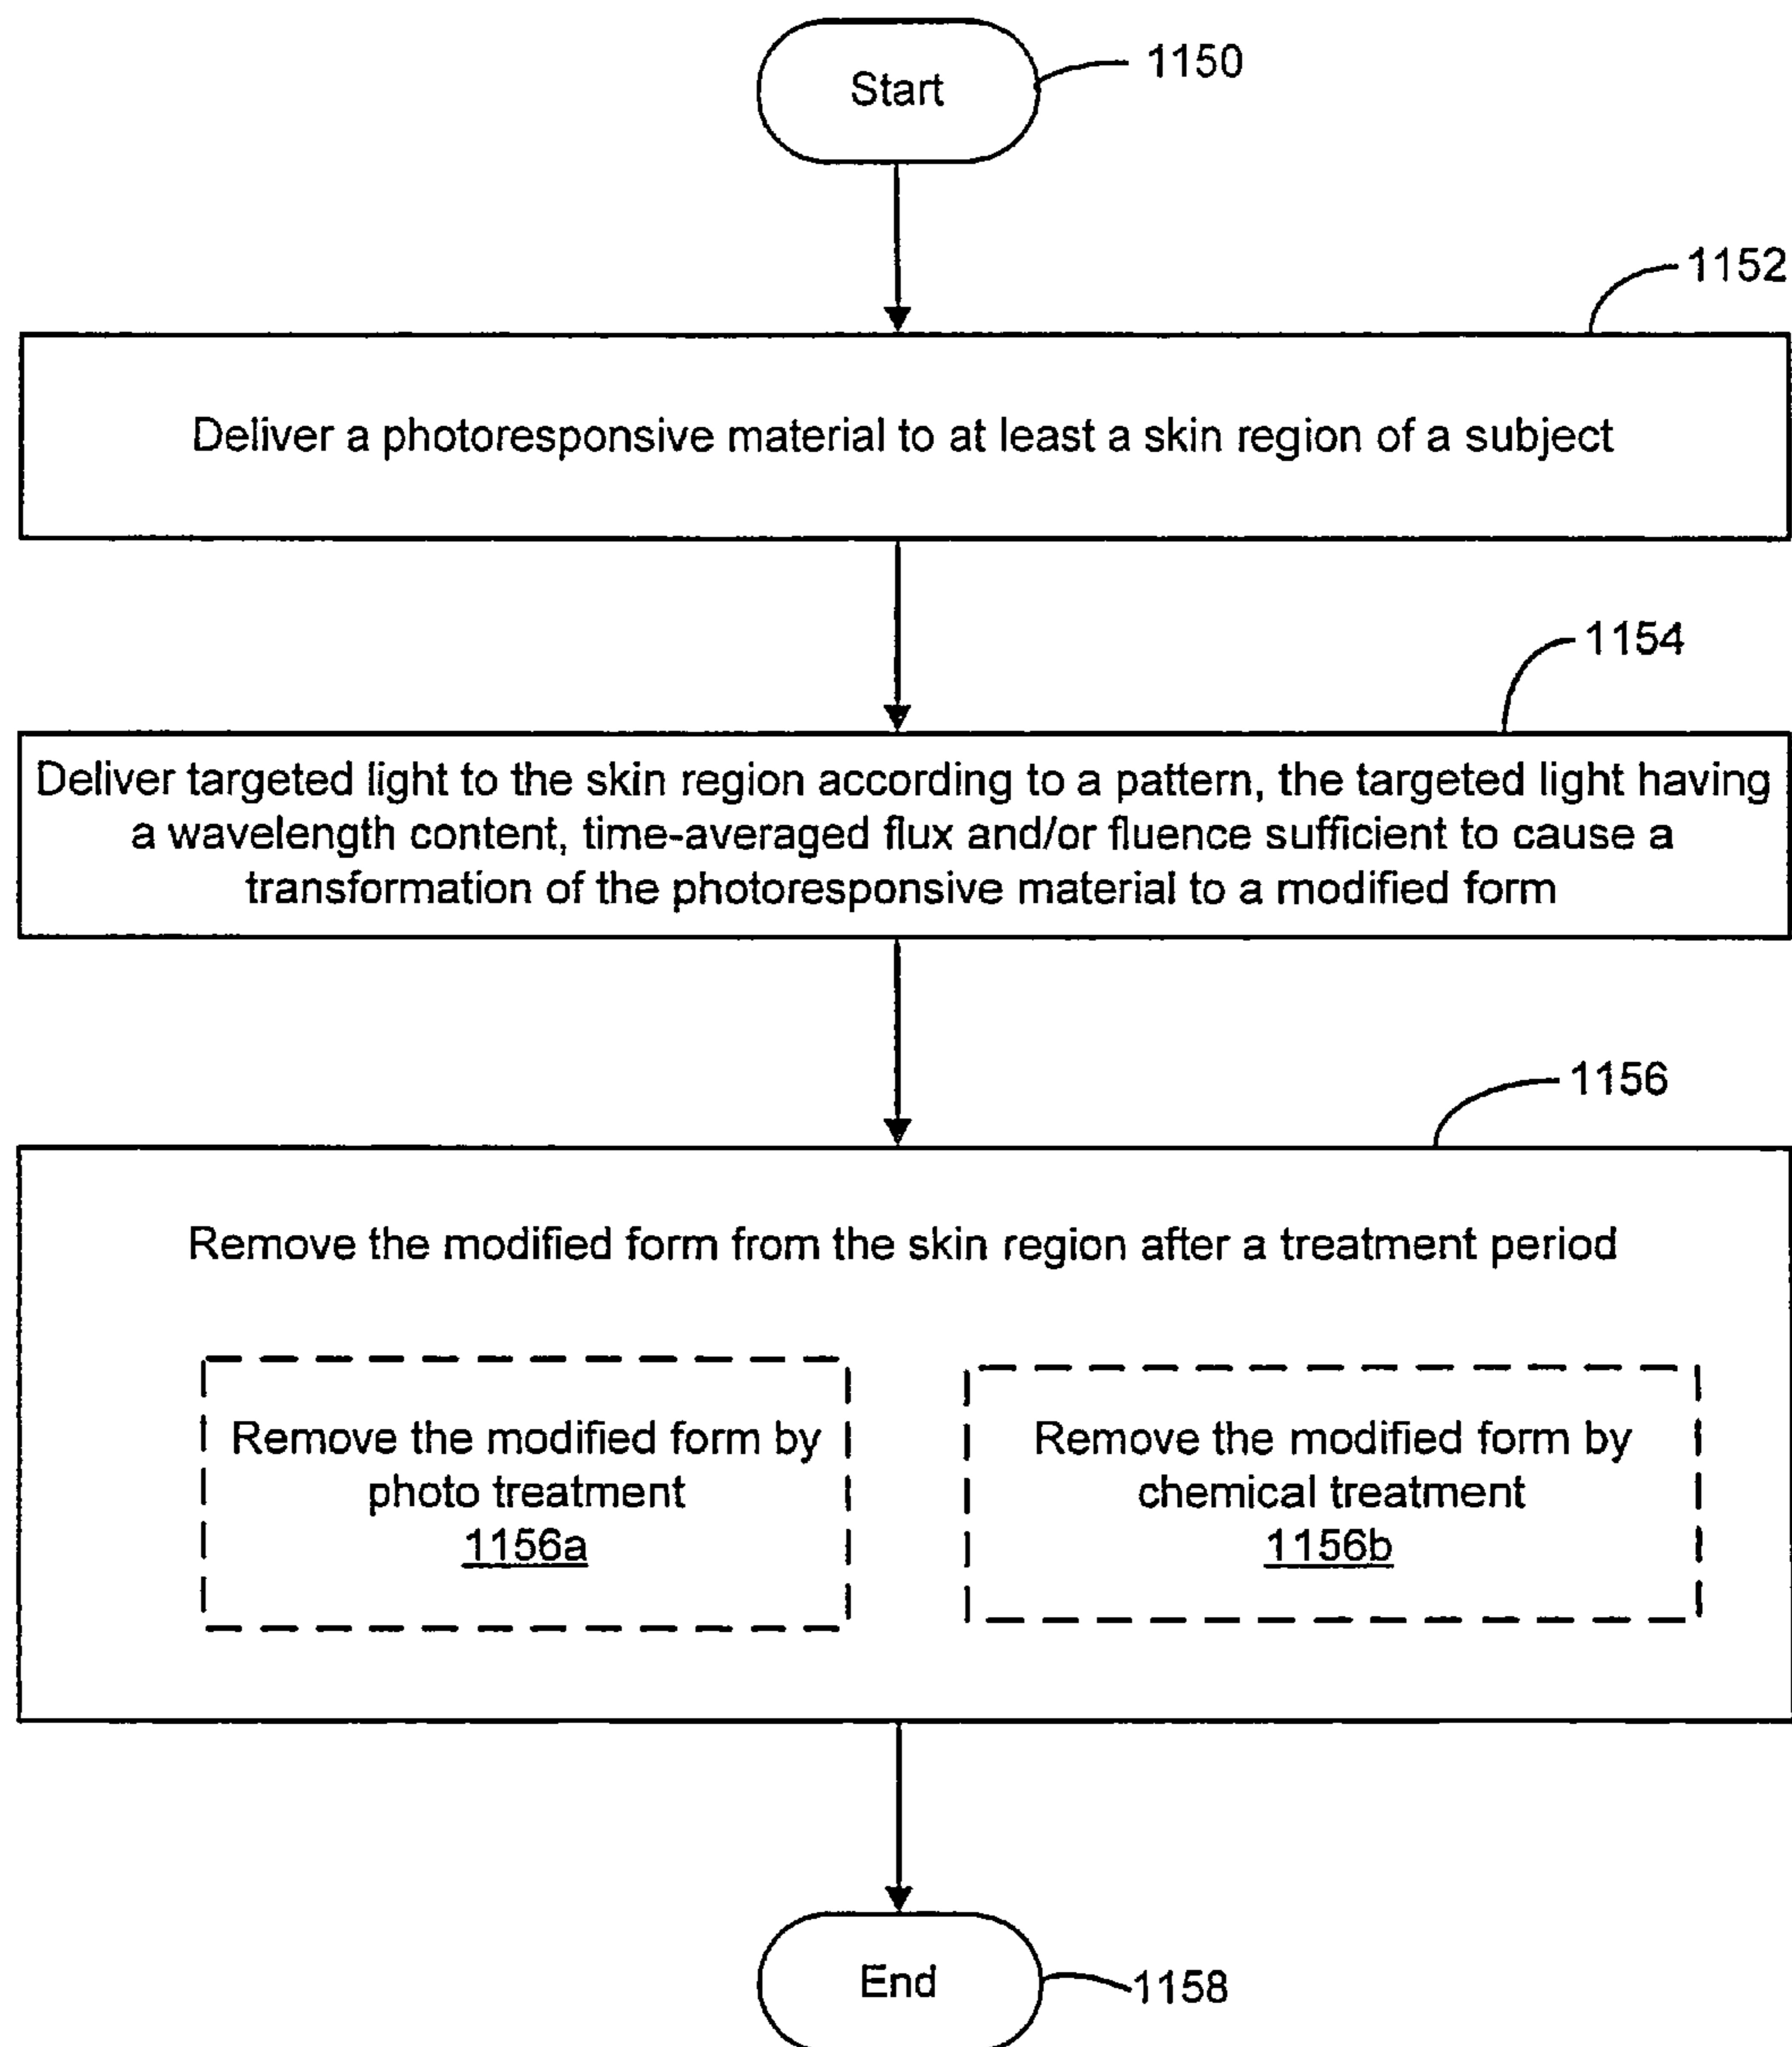 Start
1150
1152
Deliver a photoresponsive material to at least a skin region of a subject
1154
Deliver targeted light to the skin region according to a pattern, the targeted light having
a wavelength content, time-averaged flux and/or fluence sufficient to cause a
transformation of the photoresponsive material to a modified form
1156
Remove the modified form from the skin region after a treatment period
Remove the modified form by
photo treatment
1156a
Remove the modified form by
chemical treatment
1156b
End
1158